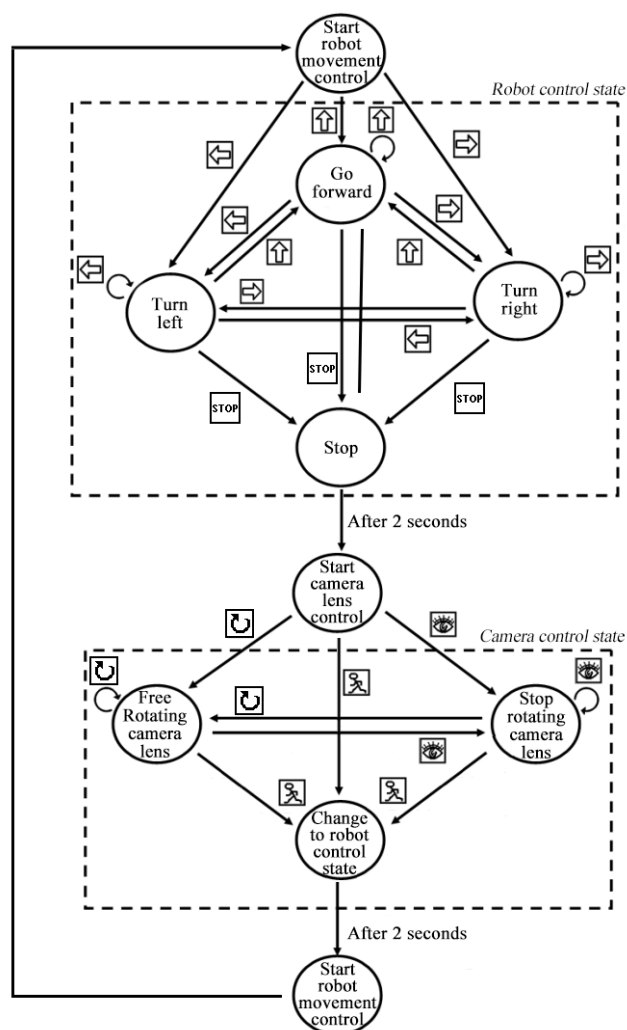 Start
robot
movement
control
Robot control state
Go
forward
Turn
left
Turn
right
STOP
STOP
STOP
Stop
After 2 seconds
Start
camera
lens
control
Camera control state
Free
Rotating
camera
lens
Stop
rotating
camera
lens
Change
to robot
control
state
After 2 seconds
Start
robot
movement
control